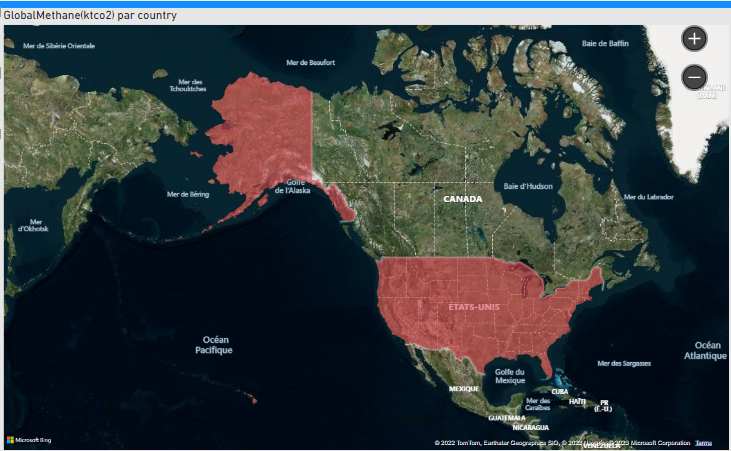 GlobalMethane(ktco2) par country
Mer de Sibérie Orientale
Baie de Baffin
Mer de Beaufort
Mer des
Tchouktches
Golfe
de l'Alaska
Baie d'Hudson
Mer de Béring
CANADA
Mer du Labrador
Mer
d'Okhotsk
ÉTATS-UNIS
Océan
Pacifique
Océan
Atlantique
Mer des Sargasses
Golfe du
Mexique
MEXIQUE
CUBA
HAÏTI
PR
(É.-U.)
Mer des
Caraïbes
GUATEMALA
NICARAGUA
VENEZUELA
Microsoft Bing
© 2022 TomTom, Earthstar Geographics SIO, © 2023 Microsoft Corporation Terms